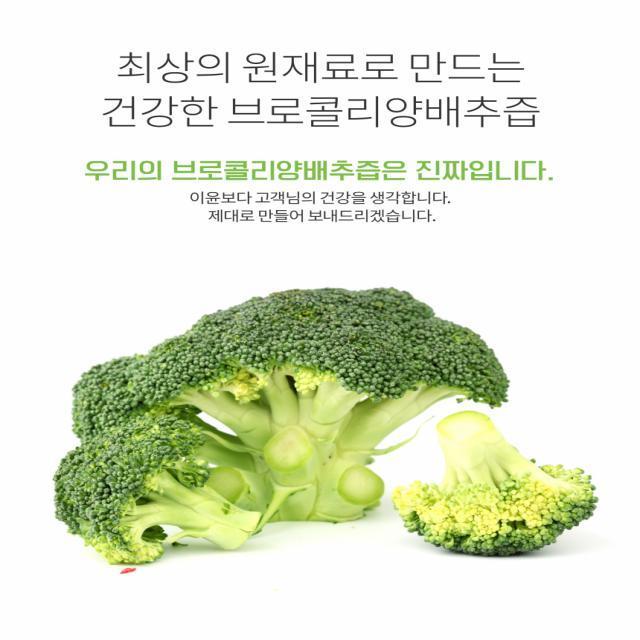 최상의 원재료로 만드는
건강한 브로콜리양배추즙
우리의 브로콜리양배추즙은 진짜입니다.
이윤보다 고객님의 건강을 생각합니다.
제대로 만들어 보내드리겠습니다.